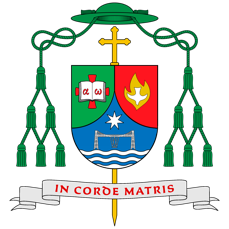 α ω
IN CORDE MATRIS